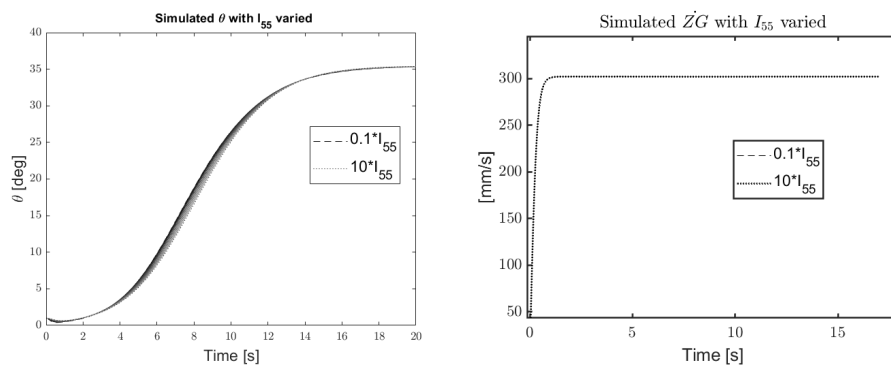 Simulated θ with I₅₅ varied
40
35
30
25
20
15
10
5
0
θ [deg]
0.1*I₅₅
10*I₅₅
0 2 4 6 8 10 12 14 16 18 20
Time [s]
Simulated ŻG with I₅₅ varied
300
250
200
150
100
50
[mm/s]
0.1*I₅₅
10*I₅₅
0 5 10 15
Time [s]